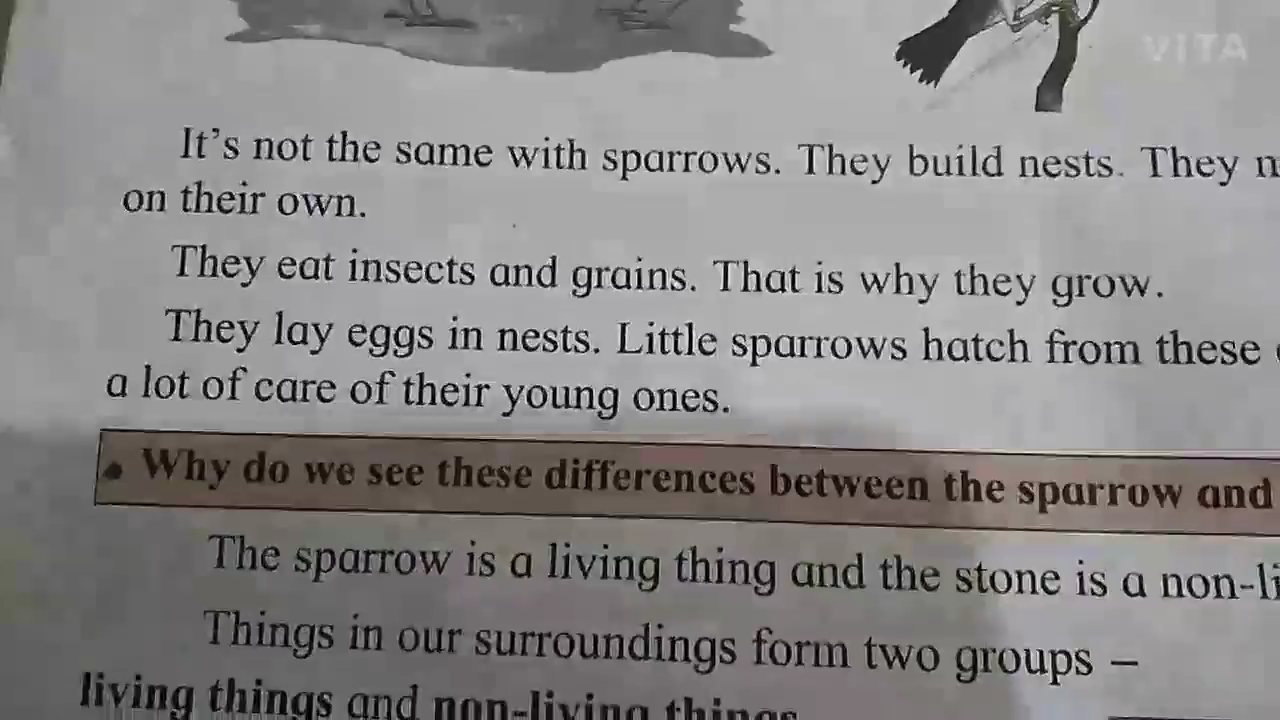 VITA
It's not the same with sparrows. They build nests. They
on their own.
They eat insects and grains. That is why they grow.
They lay eggs in nests. Little sparrows hatch from these
a lot of care of their young ones.
• Why do we see these differences between the sparrow and
The sparrow is a living thing and the stone is a
Things in our surroundings form two groups –
living things and non-living things